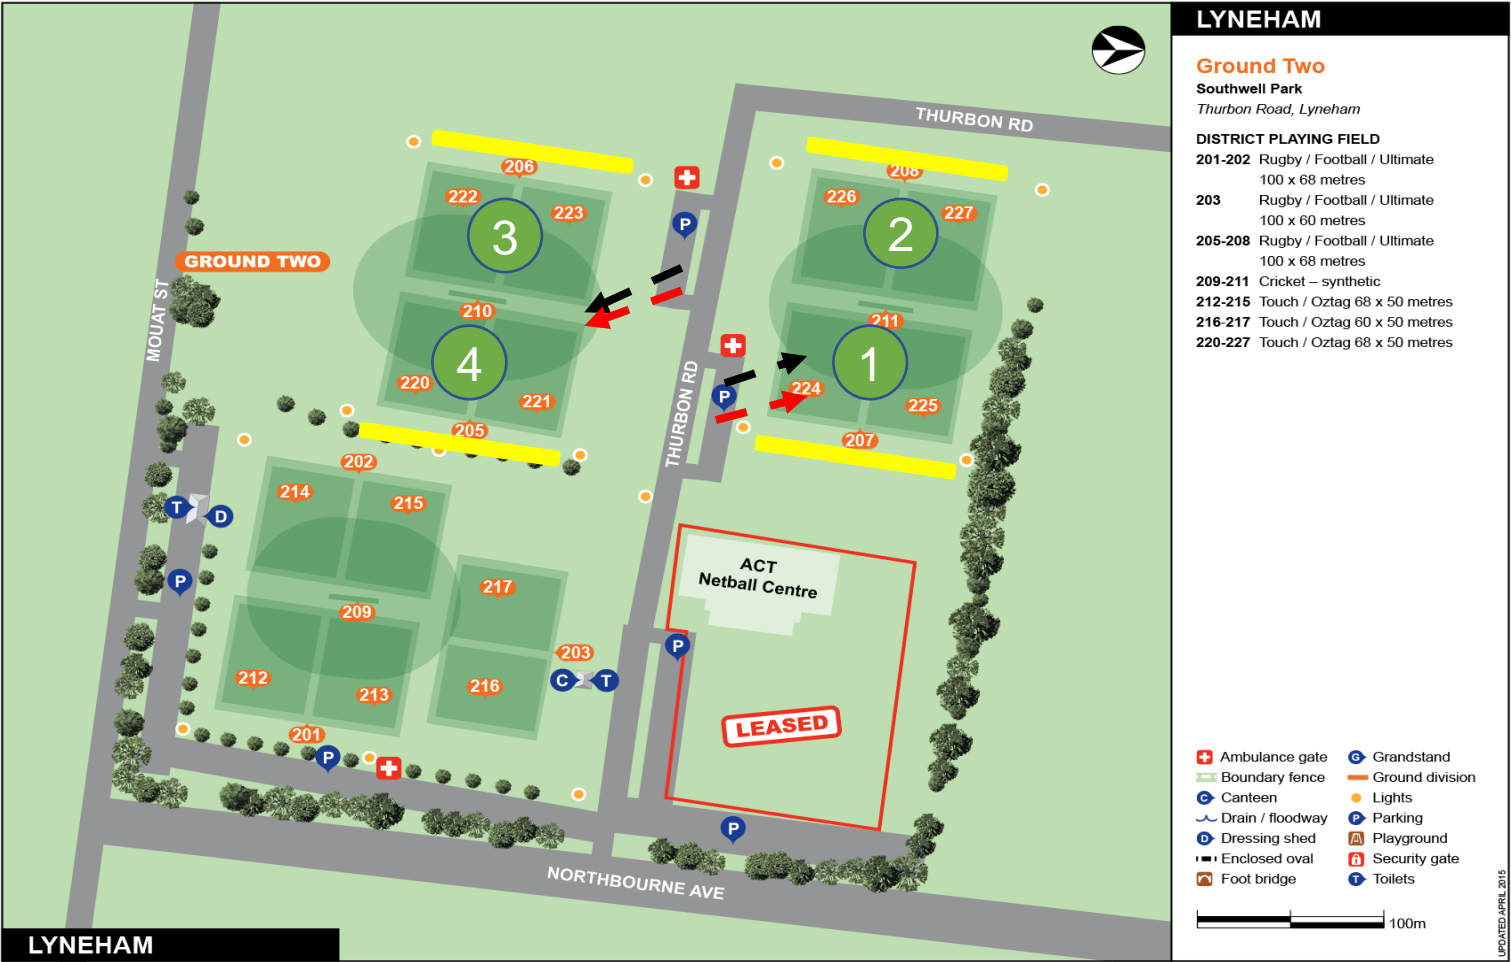 THURBON RD
206
222
223
3
P
208
226
227
2
GROUND TWO
MOUAT ST
210
4
220
221
205
THURBON RD
P
211
1
224
225
207
202
214
215
T
D
P
209
217
212
213
216
203
C
T
201
P
ACT
Netball Centre
P
LEASED
P
NORTHBOURNE AVE
LYNEHAM
LYNEHAM
Ground Two
Southwell Park
Thurbon Road, Lyneham
DISTRICT PLAYING FIELD
201-202 Rugby / Football / Ultimate
100 x 68 metres
203 Rugby / Football / Ultimate
100 x 60 metres
205-208 Rugby / Football / Ultimate
100 x 68 metres
209-211 Cricket – synthetic
212-215 Touch / Oztag 68 x 50 metres
216-217 Touch / Oztag 60 x 50 metres
220-227 Touch / Oztag 68 x 50 metres
Ambulance gate G Grandstand
Boundary fence Ground division
C Canteen Lights
Drain / floodway P Parking
D Dressing shed Playground
Enclosed oval Security gate
Foot bridge T Toilets
100m
UPDATED APRIL 2015